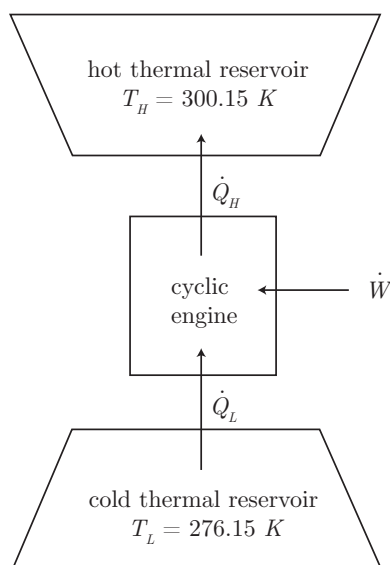 hot thermal reservoir
T_H = 300.15 K
Q̇_H
cyclic
engine
Ẇ
Q̇_L
cold thermal reservoir
T_L = 276.15 K